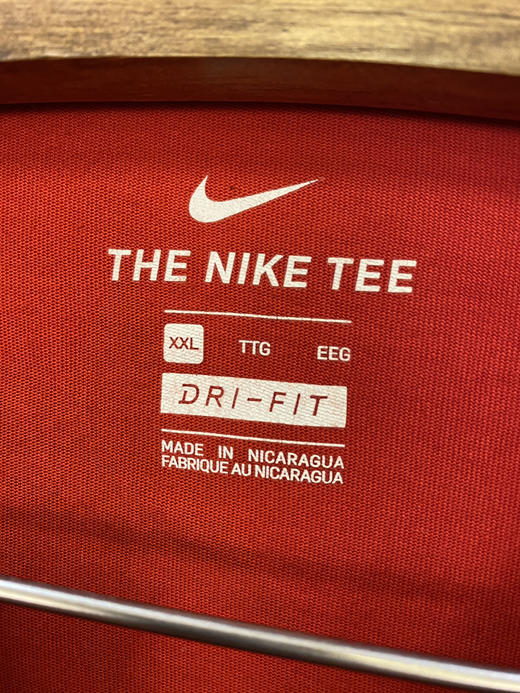 THE NIKE TEE
XXL TTG EEG
DRI-FIT
MADE IN NICARAGUA
FABRIQUE AU NICARAGUA